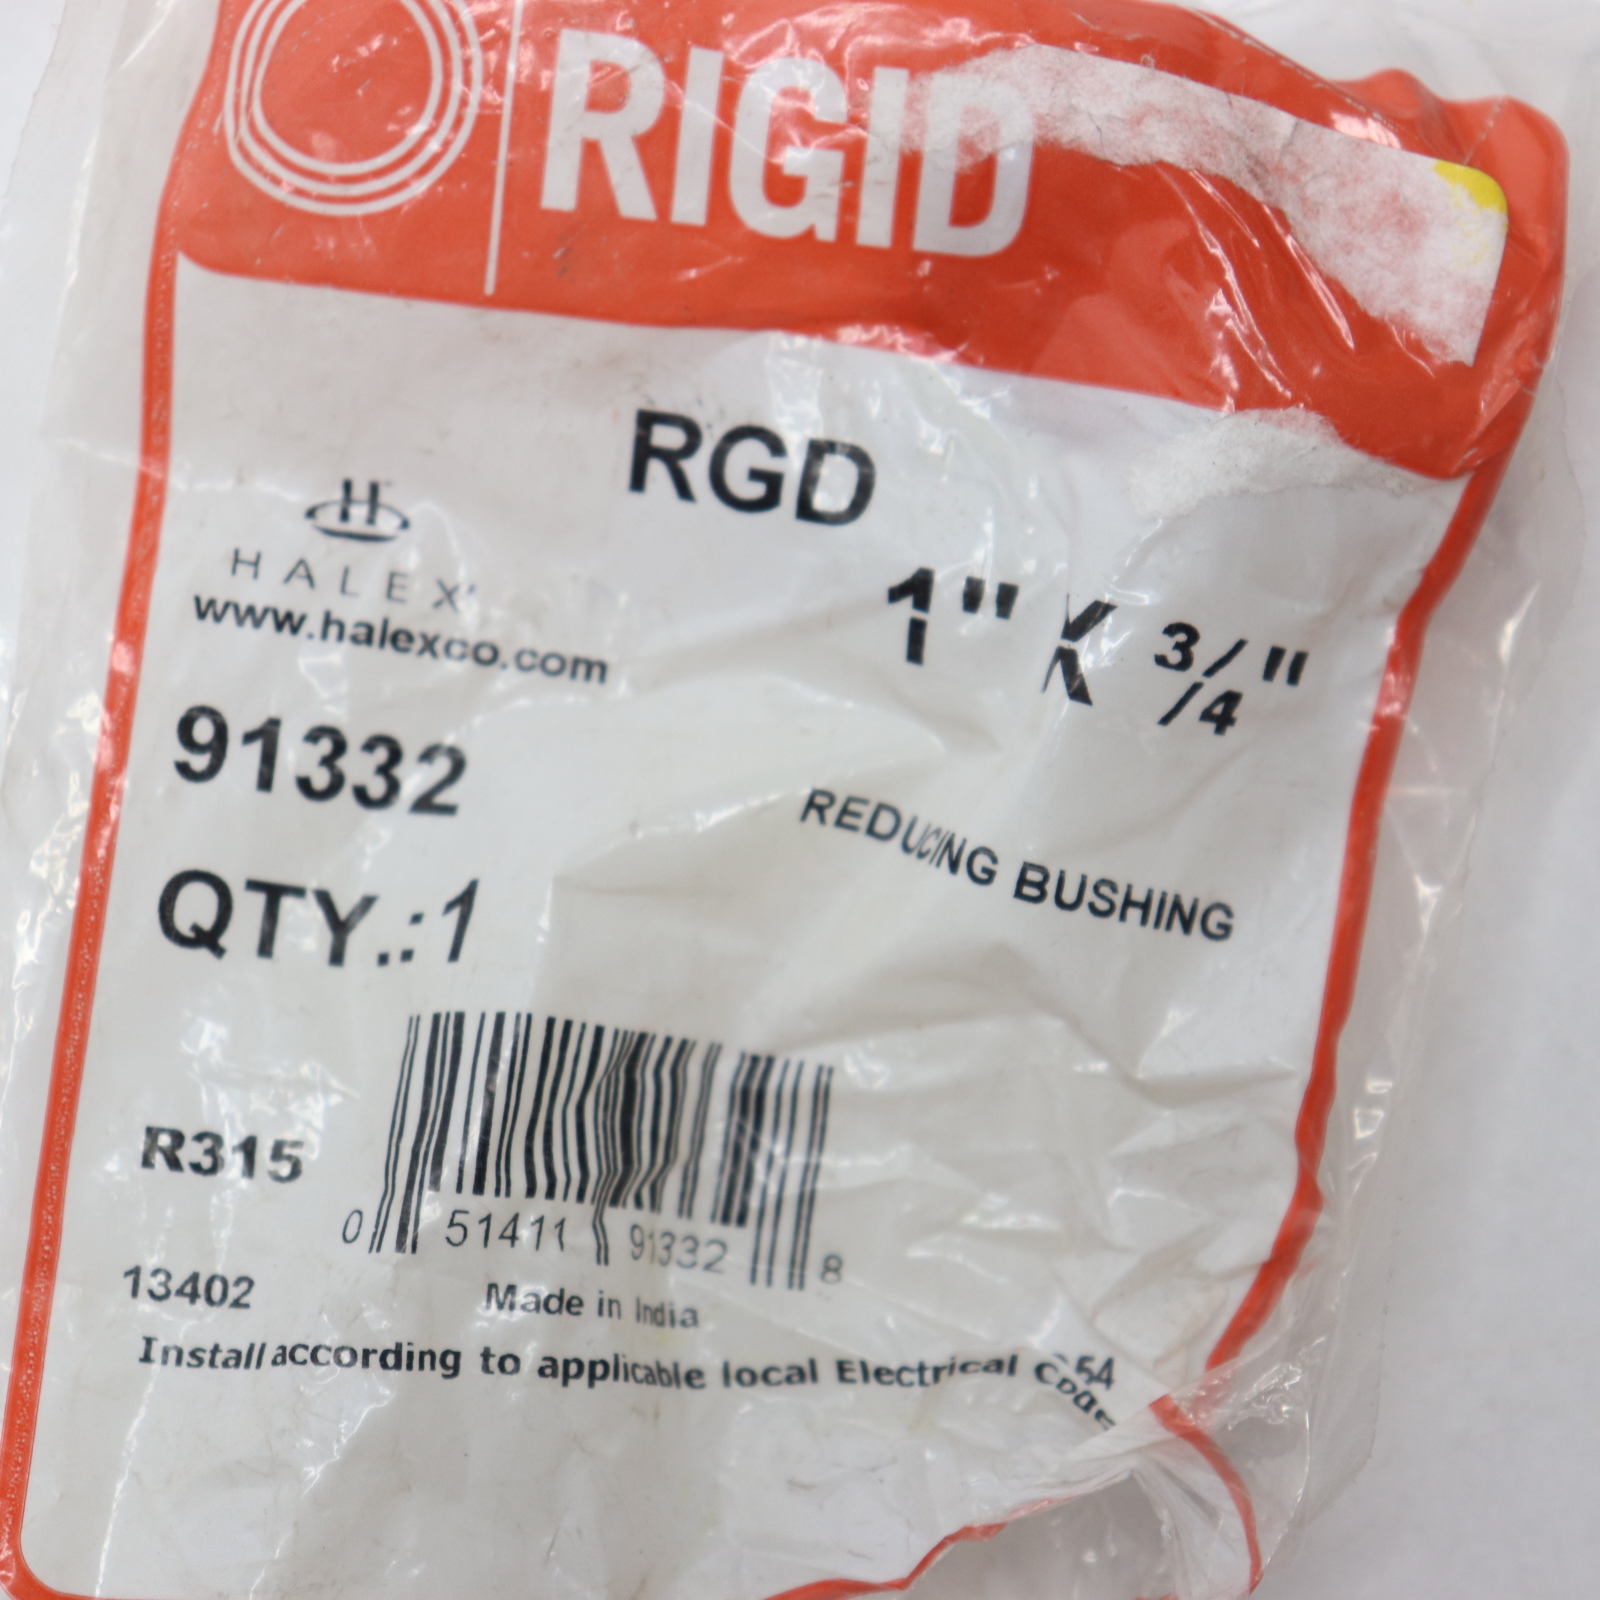 RIGID
RGD
H
HALEX
www.halexco.com
1" X 3/4"
91332
REDUCING BUSHING
QTY.:1
R315
0 51411 91332 8
13402
Made in India
Install according to applicable local Electrical Code